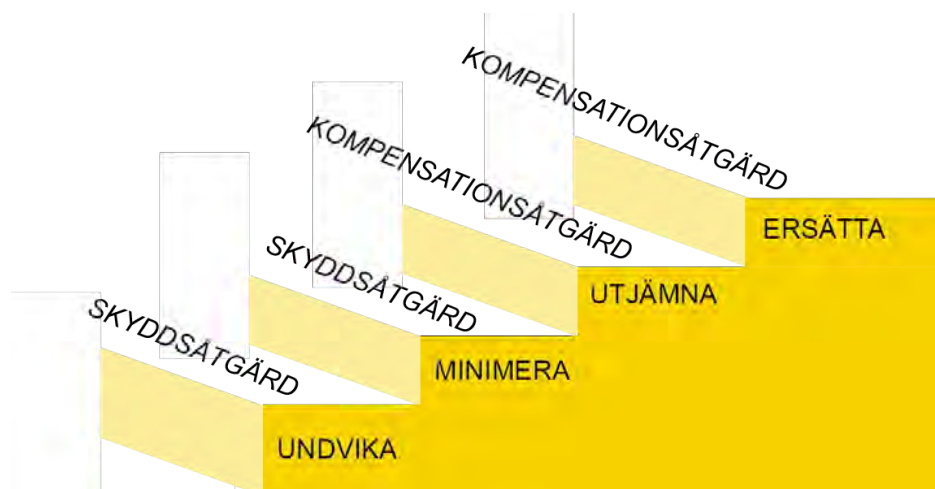 KOMPENSATIONSÅTGÄRD
ERSÄTTA
KOMPENSATIONSÅTGÄRD
UTJÄMNA
SKYDDSÅTGÄRD
MINIMERA
SKYDDSÅTGÄRD
UNDVIKA